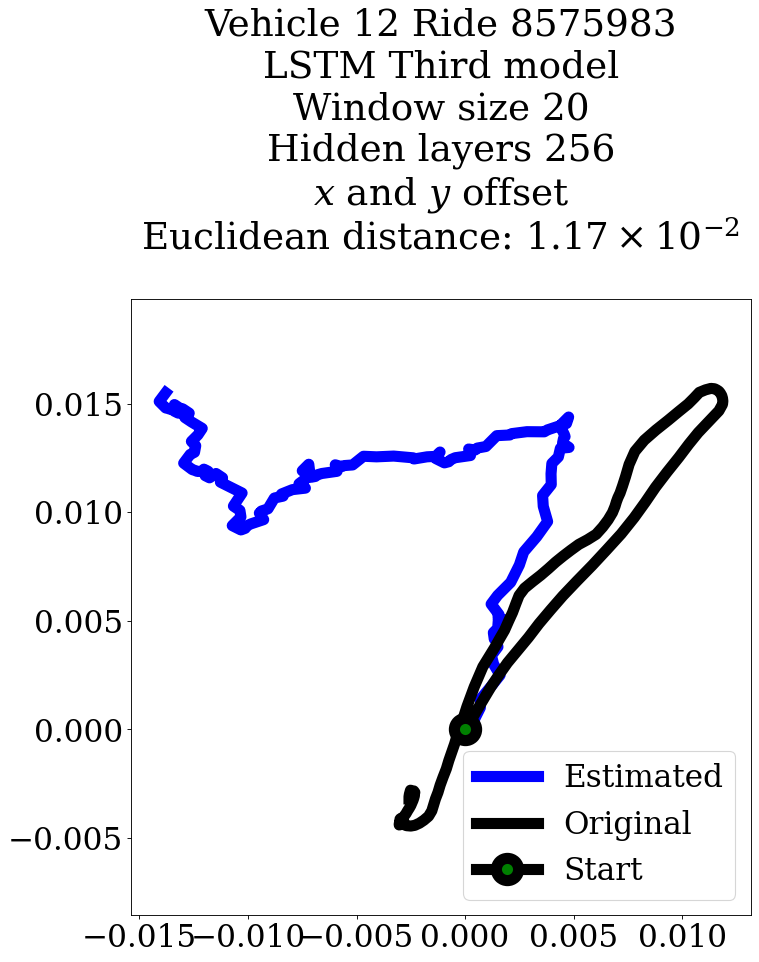 Vehicle 12 Ride 8575983
LSTM Third model
Window size 20
Hidden layers 256
x and y offset
Euclidean distance: 1.17 × 10⁻²
0.015
0.010
0.005
0.000
−0.005
Estimated
Original
Start
−0.015 −0.010 −0.005 0.000 0.005 0.010